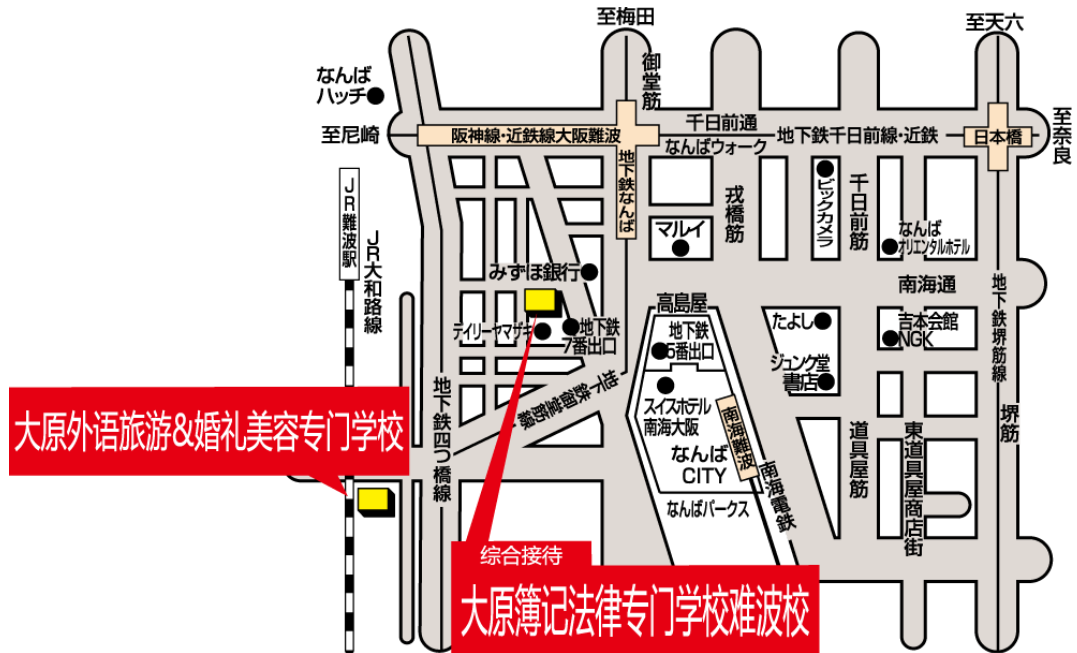 至梅田
至天六
御堂筋
なんば
ハッチ
至尼崎
阪神線・近鉄線大阪難波
千日前通
なんばウォーク
地下鉄千日前線・近鉄
日本橋
至奈良
JR難波駅
JR大和路線
地下鉄なんば
マルイ
戎橋筋
ビックカメラ
千日前筋
なんば
オリエンタルホテル
みずほ銀行
南海通
地下鉄堺筋線
デイリーヤマザキ
地下鉄
7番出口
高島屋
地下鉄
5番出口
たよし
吉本会館
NGK
ジュンク堂
書店
地下鉄御堂筋線
地下鉄四つ橋線
スイスホテル
南海大阪
南海難波
なんば
CITY
なんばパークス
南海電鉄
道具屋筋
東道具屋商店街
堺筋
大原外语旅游&婚礼美容专门学校
综合接待
大原簿记法律专门学校难波校